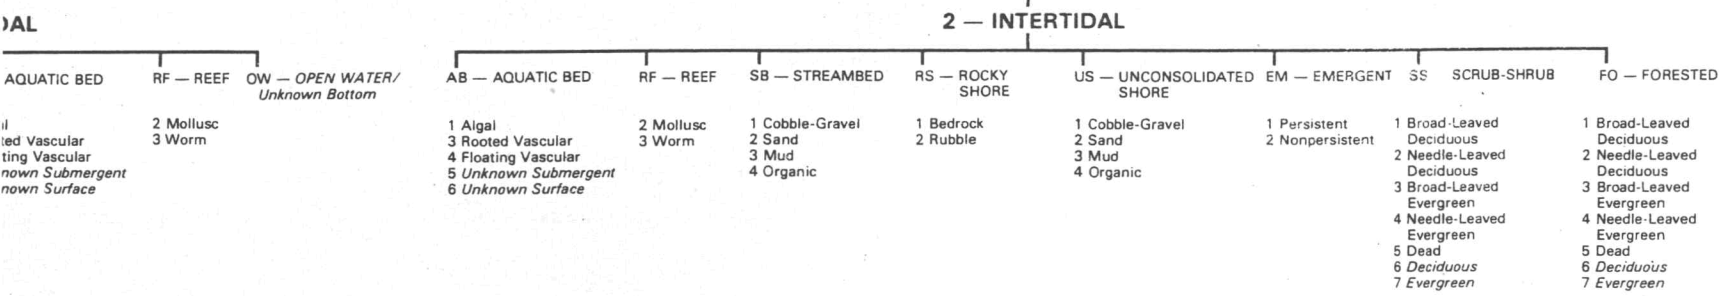 2 — INTERTIDAL
AQUATIC BED
RF — REEF
OW — OPEN WATER/
Unknown Bottom
Vascular
Vascular
Submergent
Surface
2 Mollusc
3 Worm
AB — AQUATIC BED
1 Algal
3 Rooted Vascular
4 Floating Vascular
5 Unknown Submergent
6 Unknown Surface
RF — REEF
2 Mollusc
3 Worm
SB — STREAMBED
1 Cobble-Gravel
2 Sand
3 Mud
4 Organic
RS — ROCKY
SHORE
1 Bedrock
2 Rubble
US — UNCONSOLIDATED
SHORE
1 Cobble-Gravel
2 Sand
3 Mud
4 Organic
EM — EMERGENT
1 Persistent
2 Nonpersistent
SS SCRUB-SHRUB
1 Broad-Leaved
Deciduous
2 Needle-Leaved
Deciduous
3 Broad-Leaved
Evergreen
4 Needle-Leaved
Evergreen
5 Dead
6 Deciduous
7 Evergreen
FO — FORESTED
1 Broad-Leaved
Deciduous
2 Needle-Leaved
Deciduous
3 Broad-Leaved
Evergreen
4 Needle-Leaved
Evergreen
5 Dead
6 Deciduous
7 Evergreen